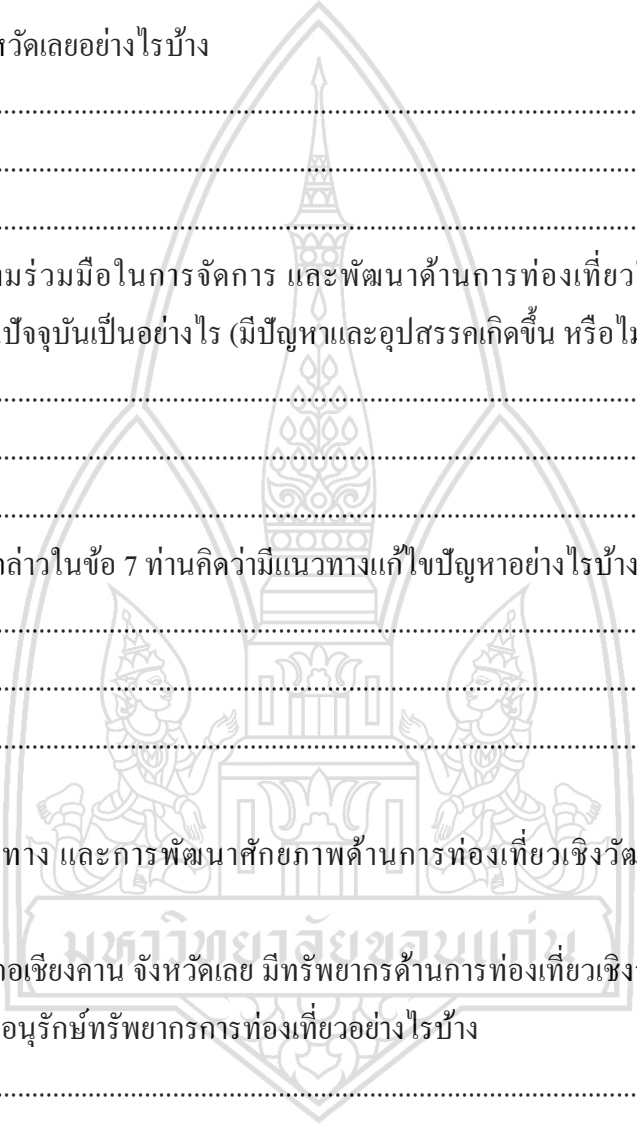 หวัดเลยอย่างไรบ้าง
ามร่วมมือในการจัดการ และพัฒนาด้านการท่องเที่ยว
ปัจจุบันเป็นอย่างไร (มีปัญหาและอุปสรรคเกิดขึ้น หรือไม
กล่าวในข้อ 7 ท่านคิดว่ามีแนวทางแก้ไขปัญหาอย่างไรบ้าง
ทาง และการพัฒนาศักยภาพด้านการท่องเที่ยวเชิงวัฒ
มหาวิทยาลัยขอนแก่น
ภอเชียงคาน จังหวัดเลย มีทรัพยากรด้านการท่องเที่ยวเชิง
อนุรักษ์ทรัพยากรการท่องเที่ยวอย่างไรบ้าง